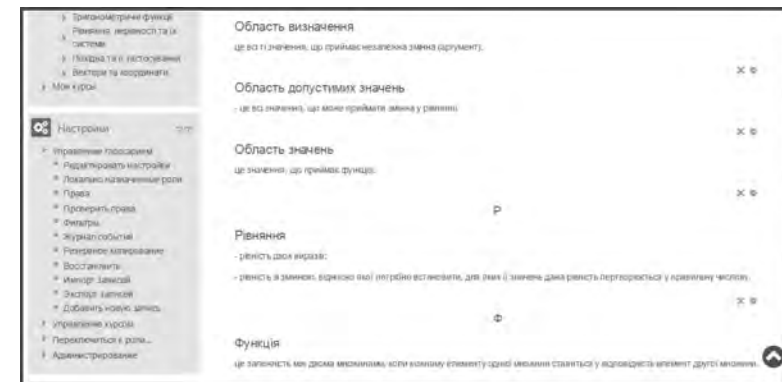 Тригонометричні функції
Рівняння, нерівності та їх
системи
Похідна та її застосування
Вектори та координати
Мои курсы
Настройки
Управление глоссарием
Редактировать настройки
Локально назначенные роли
Права
Проверить права
Фильтры
Журнал событий
Резервное копирование
Восстановить
Импорт записей
Экспорт записей
Добавить новую запись
Управление курсом
Переключиться к роли...
Администрирование
Область визначення
це всі ті значення, що приймає незалежна змінна (аргумент).
Область допустимих значень
- це всі значення, що може приймати змінна у рівнянні.
Область значень
це значення, що приймає функція.
Р
Рівняння
- рівність двох виразів;
- рівність зі змінною, відносно якої потрібно встановити, для яких її значень дана рівність перетворюється у правильну числову.
Ф
Функція
це залежність між двома множинами, коли кожному елементу одної множини ставиться у відповідність елемент другої множини.